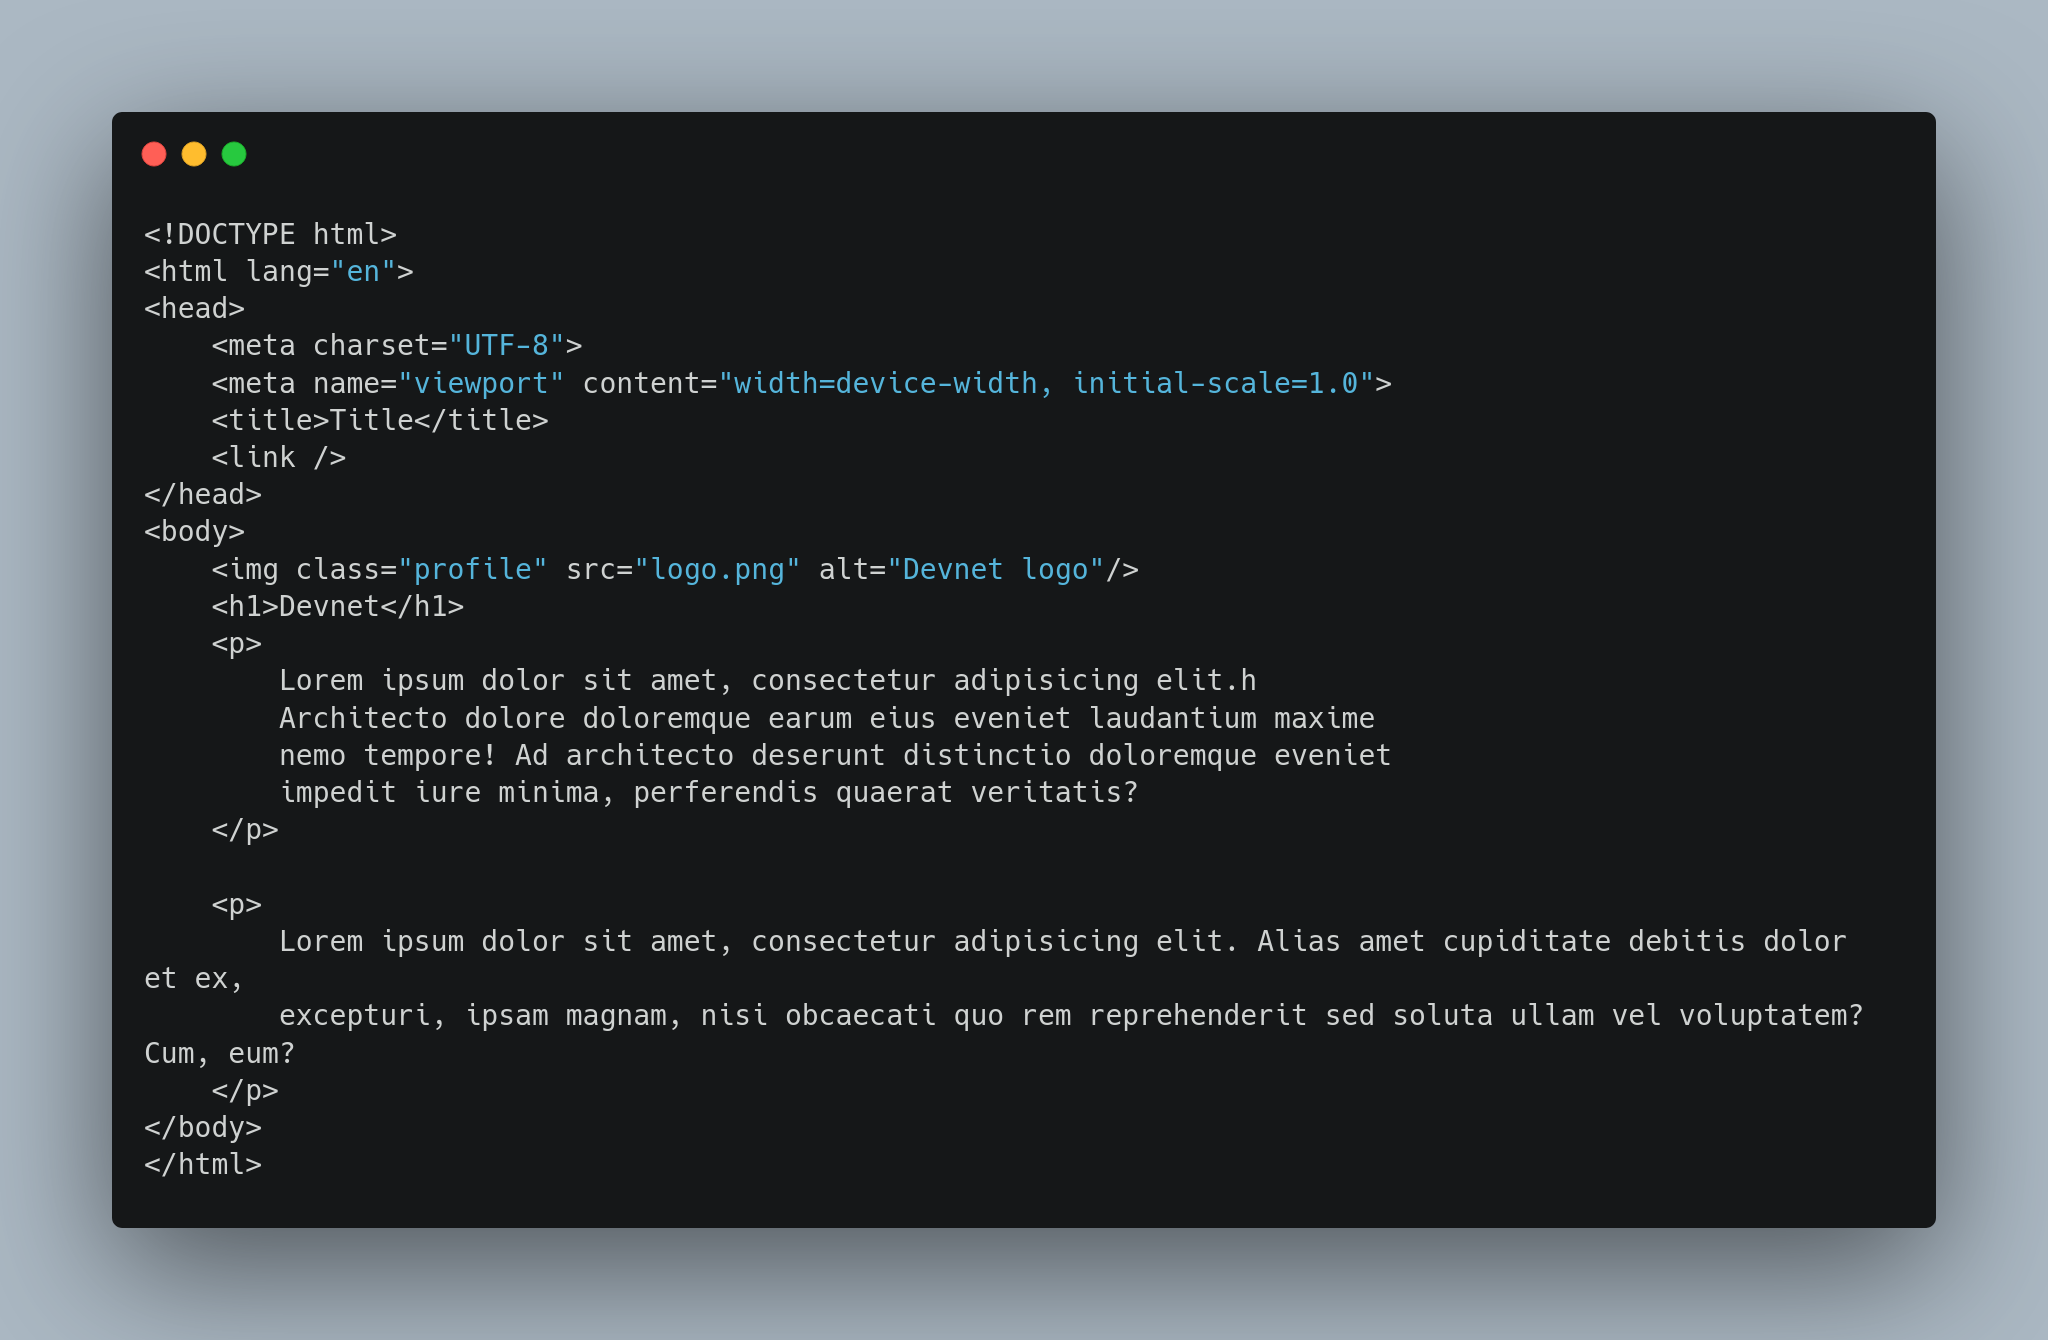 <!DOCTYPE html>
<html lang="en">
<head>
    <meta charset="UTF-8">
    <meta name="viewport" content="width=device-width, initial-scale=1.0">
    <title>Title</title>
    <link />
</head>
<body>
    <img class="profile" src="logo.png" alt="Devnet logo"/>
    <h1>Devnet</h1>
    <p>
        Lorem ipsum dolor sit amet, consectetur adipisicing elit.h
        Architecto dolore doloremque earum eius eveniet laudantium maxime
        nemo tempore! Ad architecto deserunt distinctio doloremque eveniet
        impedit iure minima, perferendis quaerat veritatis?
    </p>

    <p>
        Lorem ipsum dolor sit amet, consectetur adipisicing elit. Alias amet cupiditate debitis dolor
et ex,
        excepturi, ipsam magnam, nisi obcaecati quo rem reprehenderit sed soluta ullam vel voluptatem?
Cum, eum?
    </p>
</body>
</html>